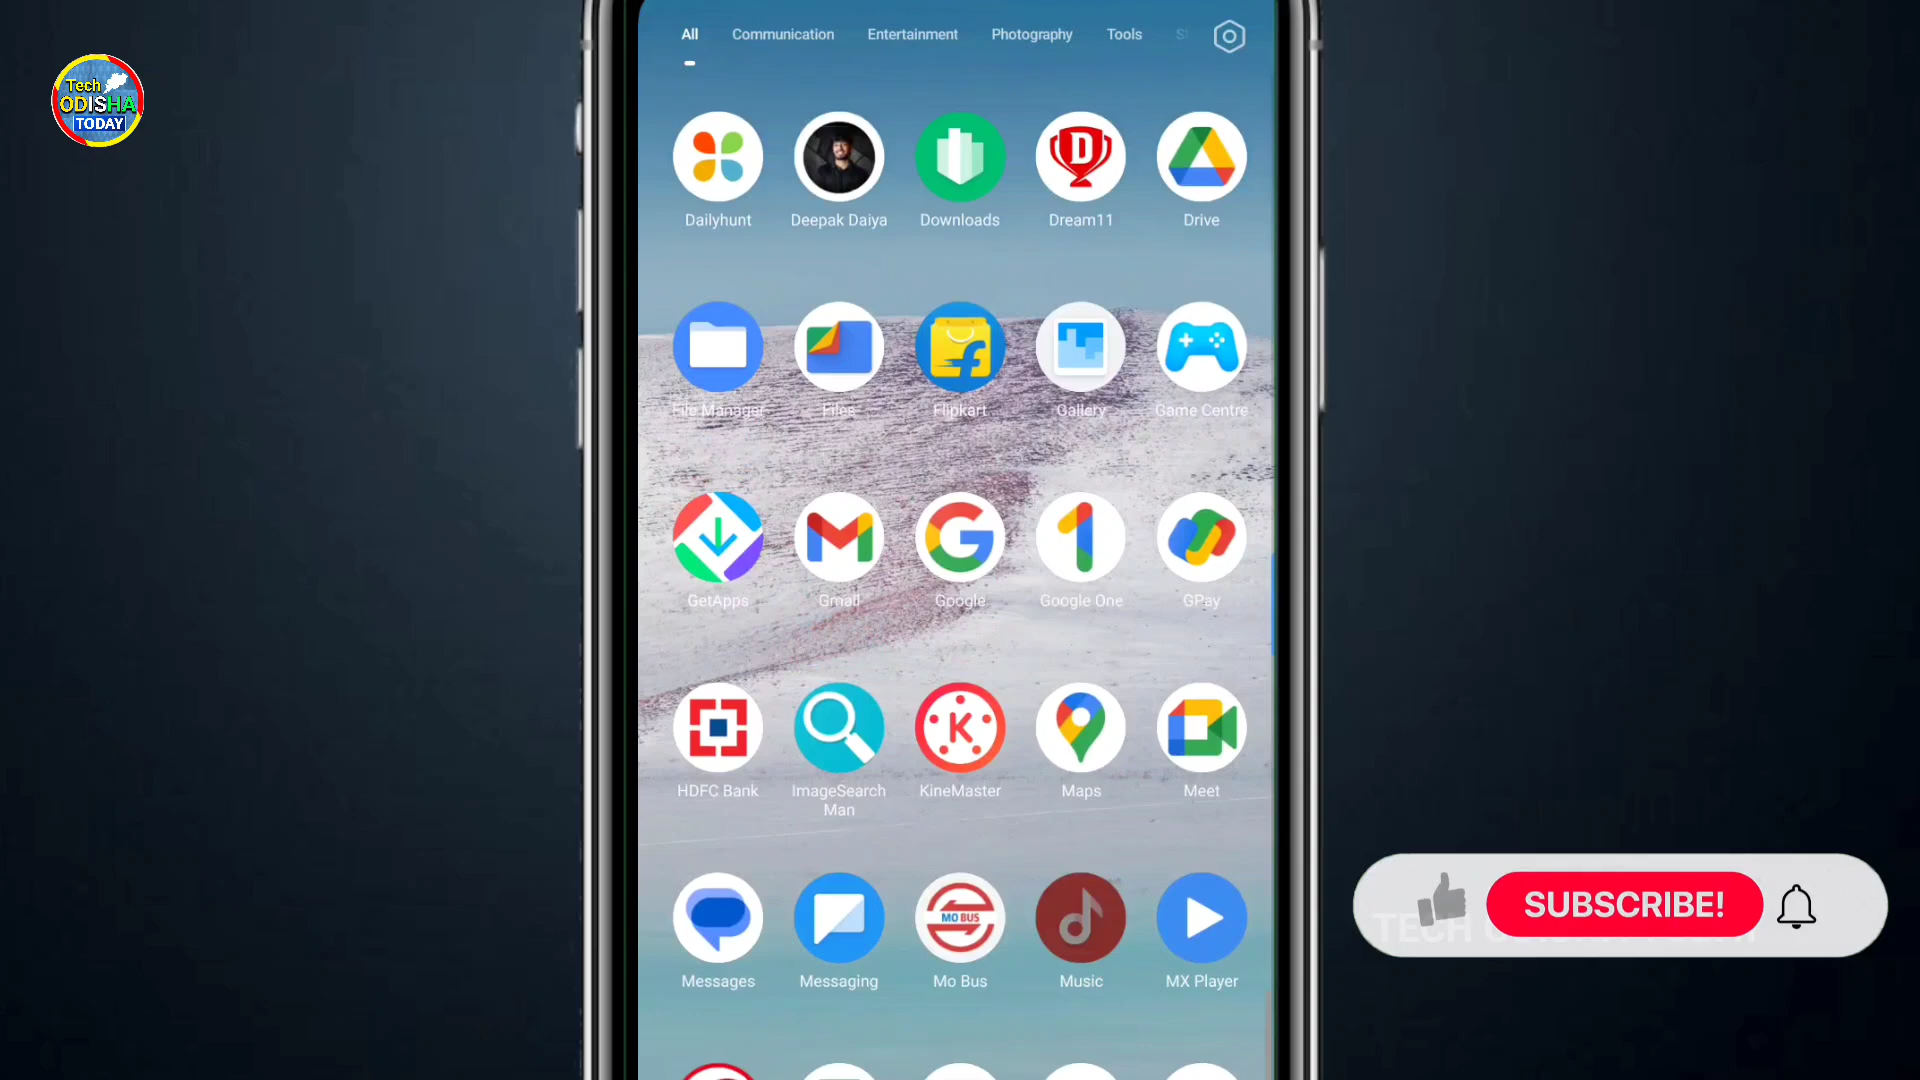 All Communication Entertainment Photography Tools
Tech
ODISHA
TODAY
Dailyhunt Deepak Daiya Downloads Dream11 Drive
File Manager Files Flipkart Gallery Game Centre
GetApps Gmail Google Google One GPay
HDFC Bank ImageSearch Man KineMaster Maps Meet
MO BUS
Messages Messaging Mo Bus Music MX Player
SUBSCRIBE!